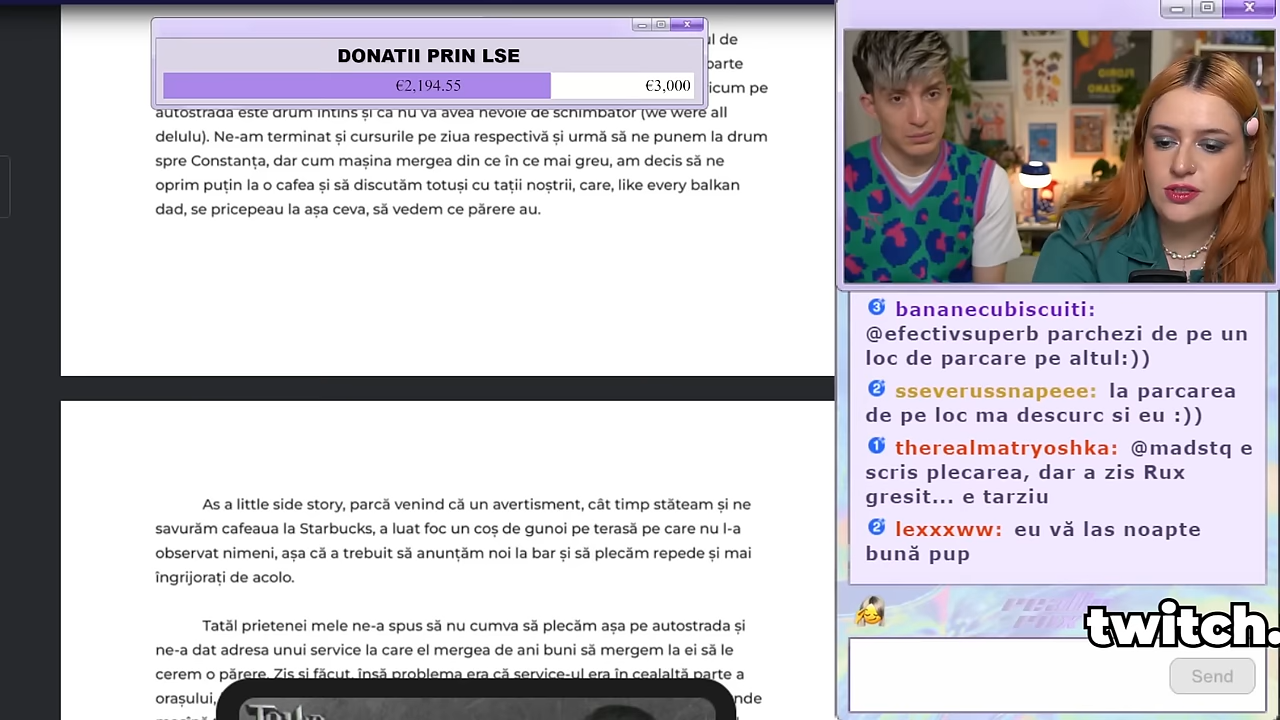 DONATII PRIN LSE
€2,194.55
€3,000
ul de
parte
icum pe
autostradă este drum întins și că nu va avea nevoie de schimbător (we were all
delulu). Ne-am terminat și cursurile pe ziua respectivă și urmă să ne punem la drum
spre Constanța, dar cum mașina mergea din ce în ce mai greu, am decis să ne
oprim puțin la o cafea și să discutăm totuși cu tații noștrii, care, like every balkan
dad, se pricepeau la așa ceva, să vedem ce părere au.
As a little side story, parcă venind că un avertisment, cât timp stăteam și ne
savurăm cafeaua la Starbucks, a luat foc un coș de gunoi pe terasă pe care nu l-a
observat nimeni, așa că a trebuit să anunțăm noi la bar și să plecăm repede și mai
îngrijorați de acolo.
Tatăl prietenei mele ne-a spus să nu cumva să plecăm așa pe autostrada și
ne-a dat adresa unui service la care el mergea de ani buni să mergem la ei să le
cerem o părere. Zis și făcut, însă problema era că service-ul era în cealaltă parte a
orașului,
nde
bananecubiscuiti:
@efectivsuperb parchezi de pe un
loc de parcare pe altul:))
sseverussnapeee: la parcarea
de pe loc ma descurc si eu :))
therealmatryoshka: @madstq e
scris plecarea, dar a zis Rux
gresit... e tarziu
lexxxww: eu vă las noapte
bună pup
twitch.
Send